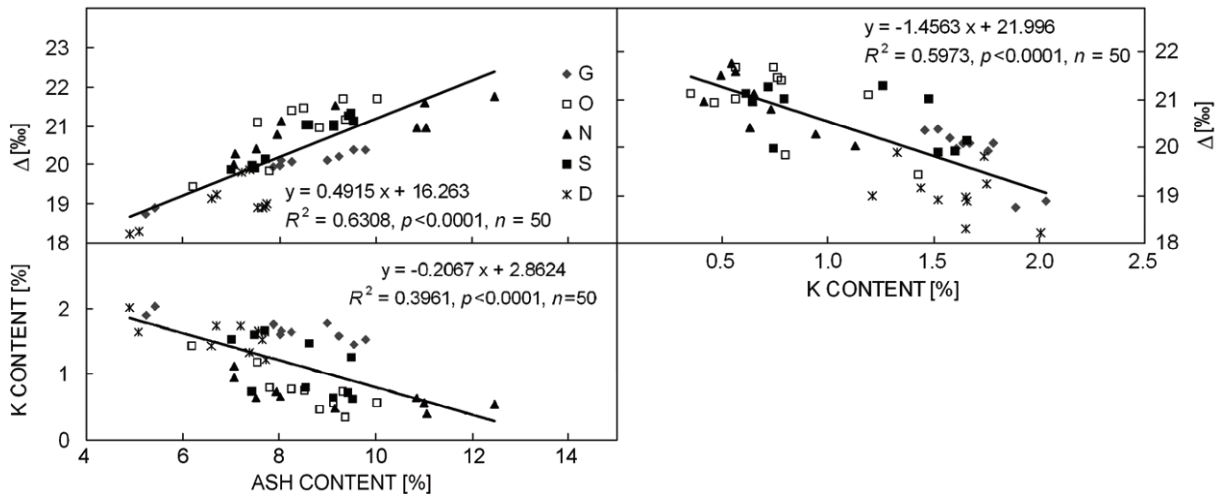 23
22
21
20
19
18
Δ [‰]
G
O
N
S
D
y = 0.4915 x + 16.263
R² = 0.6308, p<0.0001, n = 50
y = -1.4563 x + 21.996
R² = 0.5973, p<0.0001, n = 50
22
21
20
19
18
Δ [‰]
0.5
1.0
1.5
2.0
2.5
K CONTENT [%]
y = -0.2067 x + 2.8624
R² = 0.3961, p<0.0001, n=50
2
1
0
K CONTENT [%]
4
6
8
10
12
14
ASH CONTENT [%]